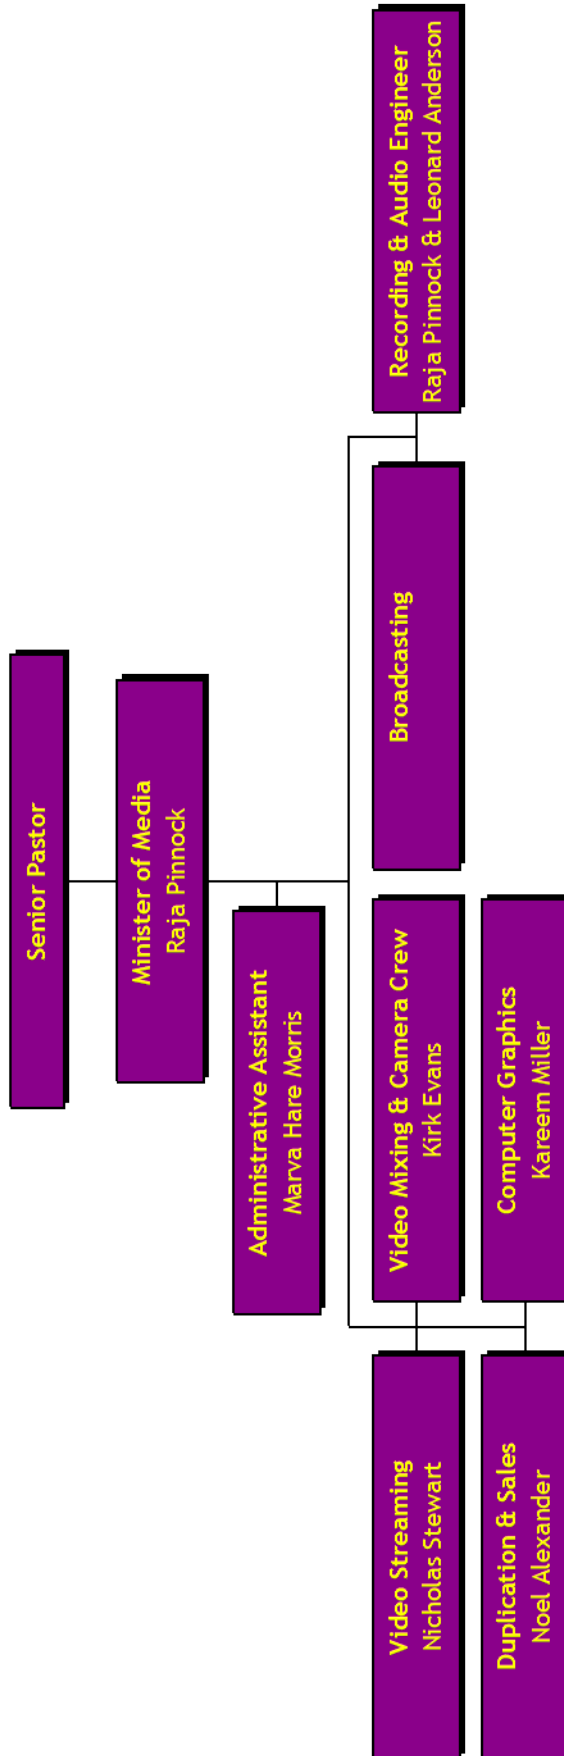 Senior Pastor
Minister of Media
Raja Pinnock
Administrative Assistant
Marva Hare Morris
Video Streaming
Nicholas Stewart
Video Mixing & Camera Crew
Kirk Evans
Broadcasting
Recording & Audio Engineer
Raja Pinnock & Leonard Anderson
Duplication & Sales
Noel Alexander
Computer Graphics
Kareem Miller